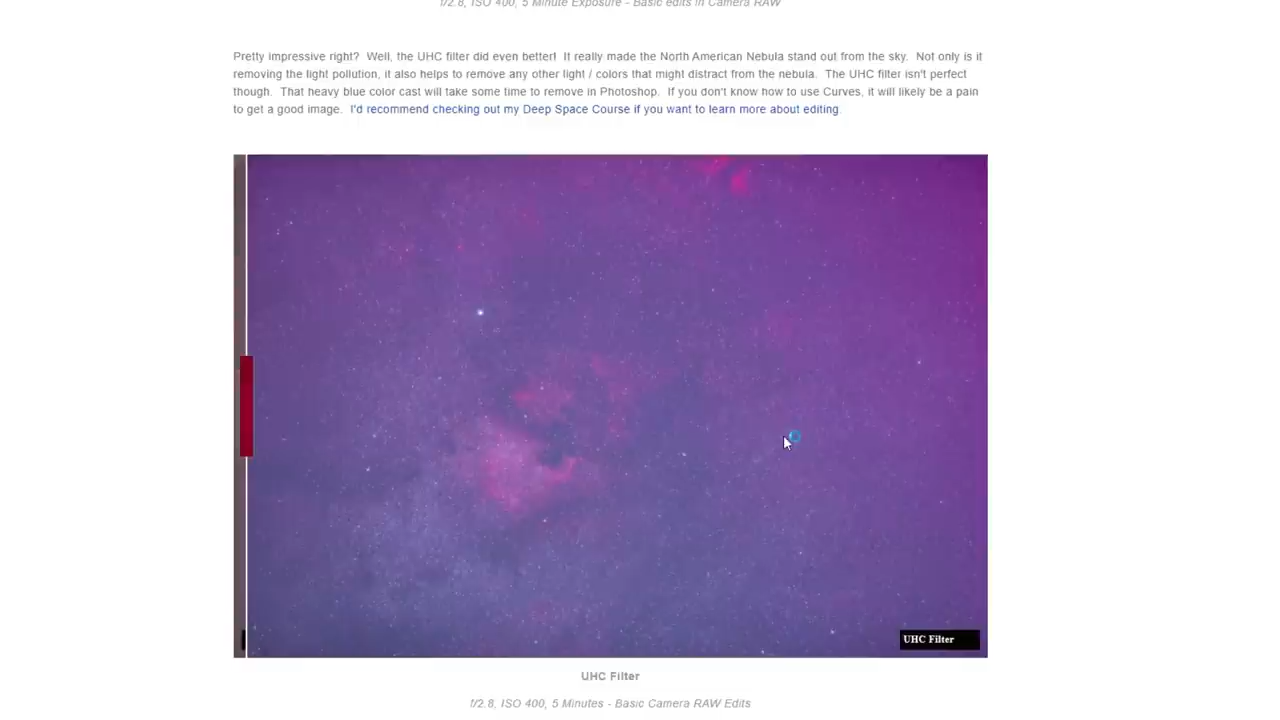 f/2.8, ISO 400, 5 Minute Exposure - Basic edits in Camera RAW
Pretty impressive right? Well, the UHC filter did even better! It really made the North American Nebula stand out from the sky. Not only is it
removing the light pollution, it also helps to remove any other light / colors that might distract from the nebula. The UHC filter isn't perfect
though. That heavy blue color cast will take some time to remove in Photoshop. If you don't know how to use Curves, it will likely be a pain
to get a good image. I'd recommend checking out my Deep Space Course if you want to learn more about editing.
UHC Filter
UHC Filter
f/2.8, ISO 400, 5 Minutes - Basic Camera RAW Edits